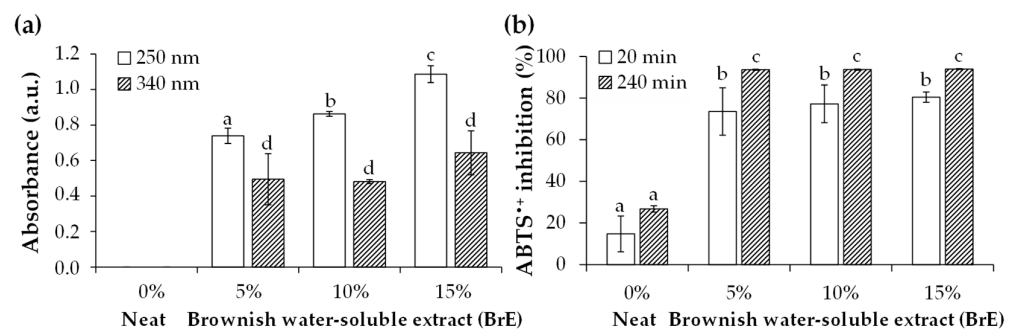 (a)
Absorbance (a.u.)
1.2
1.0
0.8
0.6
0.4
0.2
0.0
250 nm
340 nm
a
d
b
d
c
d
0%
5%
10%
15%
Neat
Brownish water-soluble extract (BrE)
(b)
ABTS•+ inhibition (%)
100
80
60
40
20
0
20 min
240 min
a
a
b
c
b
c
b
c
0%
5%
10%
15%
Neat
Brownish water-soluble extract (BrE)